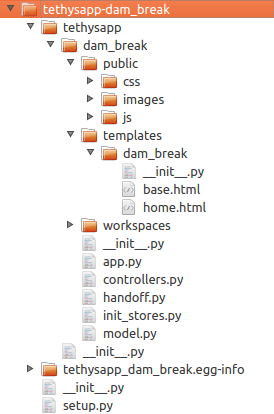 tethysapp-dam_break
tethysapp
dam_break
public
css
images
js
templates
dam_break
__init__.py
base.html
home.html
workspaces
__init__.py
app.py
controllers.py
handoff.py
init_stores.py
model.py
__init__.py
tethysapp_dam_break.egg-info
__init__.py
setup.py